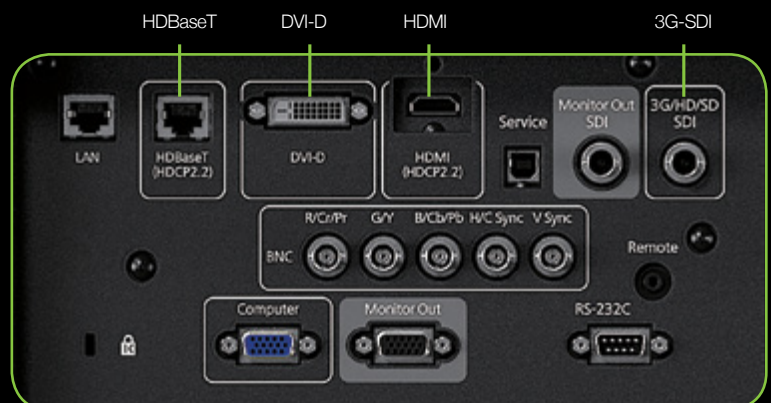 HDBaseT DVI-D HDMI 3G-SDI
LAN
HDBaseT
(HDCP2.2)
DVI-D
HDMI
(HDCP2.2)
Service
Monitor Out
SDI
3G/HD/SD
SDI
R/Cr/Pr G/Y B/Cb/Pb H/C Sync V Sync
BNC
Remote
Computer
Monitor Out
RS-232C